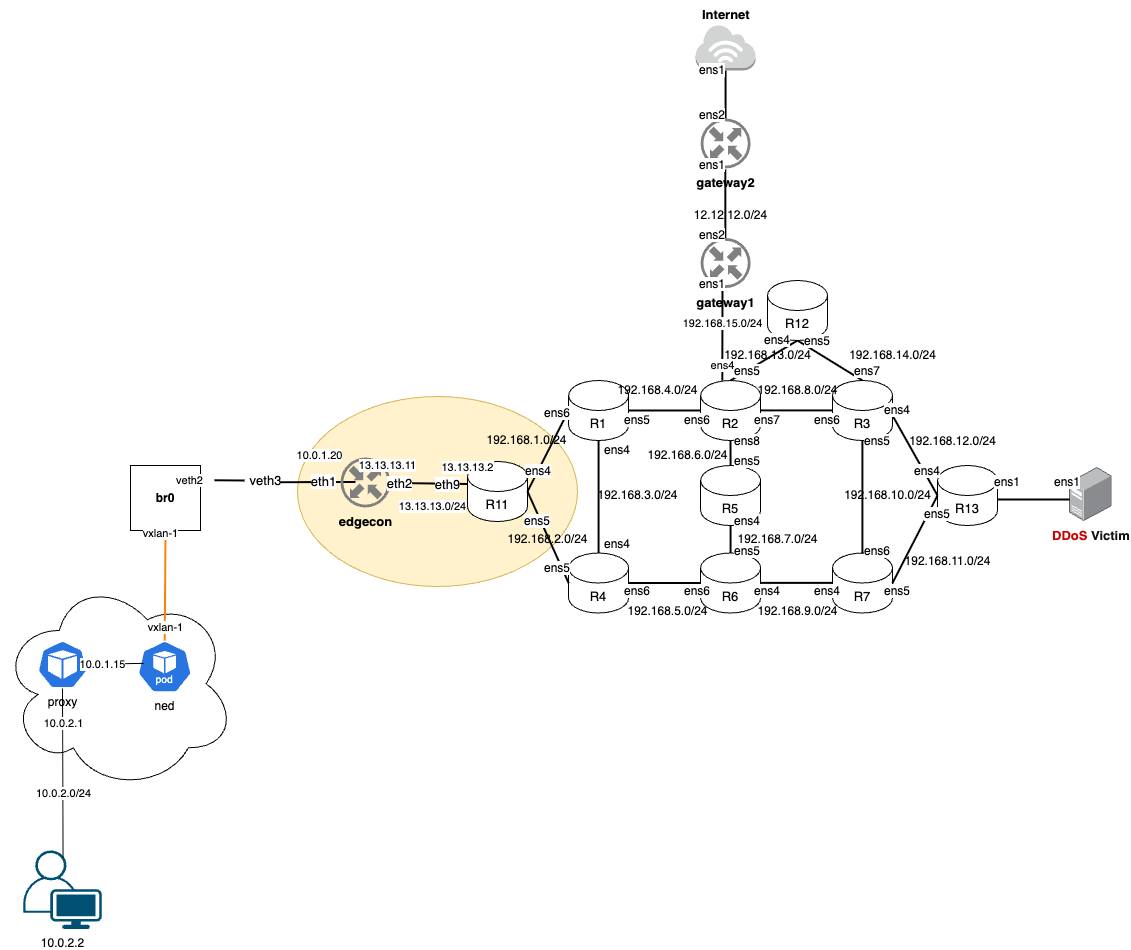 Internet
ens1
ens2
ens1
gateway2
12.12.12.0/24
ens2
ens1
gateway1
192.168.15.0/24
R12
ens4
ens5
192.168.13.0/24
192.168.14.0/24
ens4
ens5
ens7
192.168.4.0/24
192.168.8.0/24
ens6
R1
ens5
ens6
R2
ens7
ens6
R3
ens4
192.168.1.0/24
ens4
ens8
ens5
192.168.12.0/24
10.0.1.20
13.13.13.11
13.13.13.2
192.168.6.0/24
ens5
ens4
ens4
veth2
br0
veth3
eth1
eth2
eth9
R11
13.13.13.0/24
edgecon
192.168.3.0/24
R5
192.168.10.0/24
R13
ens1
ens1
ens5
ens4
ens5
DDoS Victim
vxlan-1
192.168.2.0/24
192.168.7.0/24
ens4
ens5
ens6
192.168.11.0/24
ens5
R4
ens6
ens6
R6
ens4
ens4
R7
ens5
192.168.5.0/24
192.168.9.0/24
vxlan-1
10.0.1.15
pod
proxy
ned
10.0.2.1
10.0.2.0/24
10.0.2.2